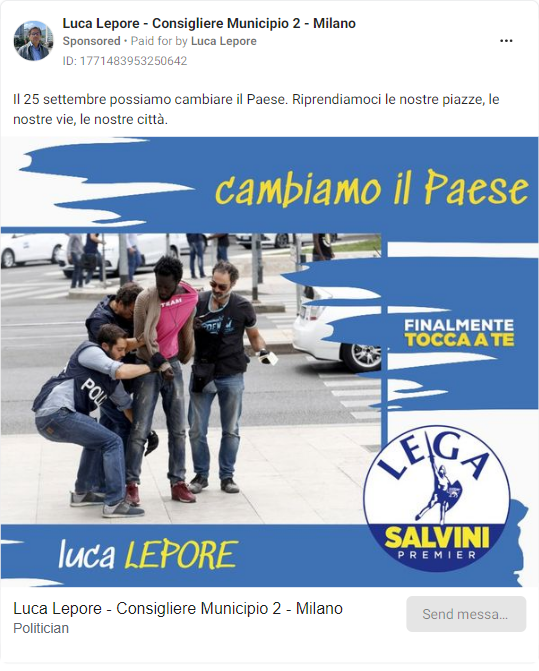 Luca Lepore - Consigliere Municipio 2 - Milano
Sponsored • Paid for by Luca Lepore
ID: 1771483953250642
Il 25 settembre possiamo cambiare il Paese. Riprendiamoci le nostre piazze, le
nostre vie, le nostre città.
cambiamo il Paese
TEAM
POLI
FINALMENTE
TOCCA A TE
LEGA
SALVINI
PREMIER
luca LEPORE
Luca Lepore - Consigliere Municipio 2 - Milano
Politician
Send messa...